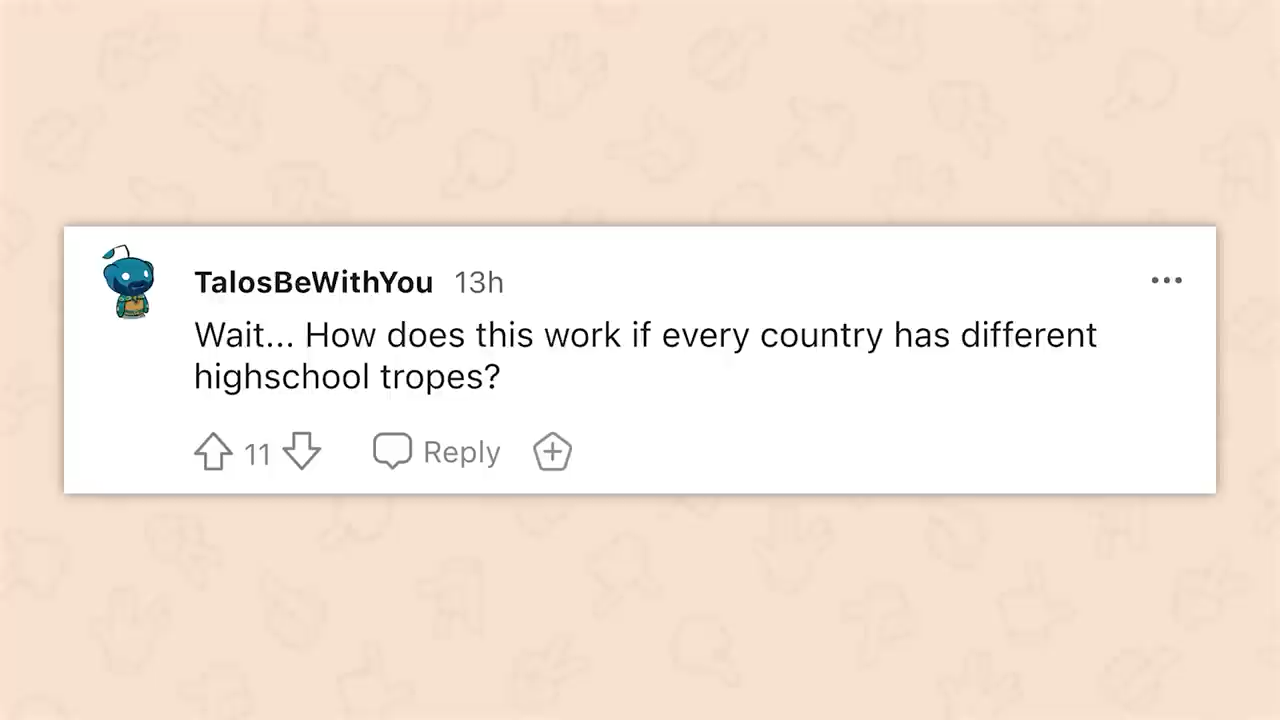 TalosBeWithYou 13h
Wait... How does this work if every country has different
highschool tropes?
11 Reply